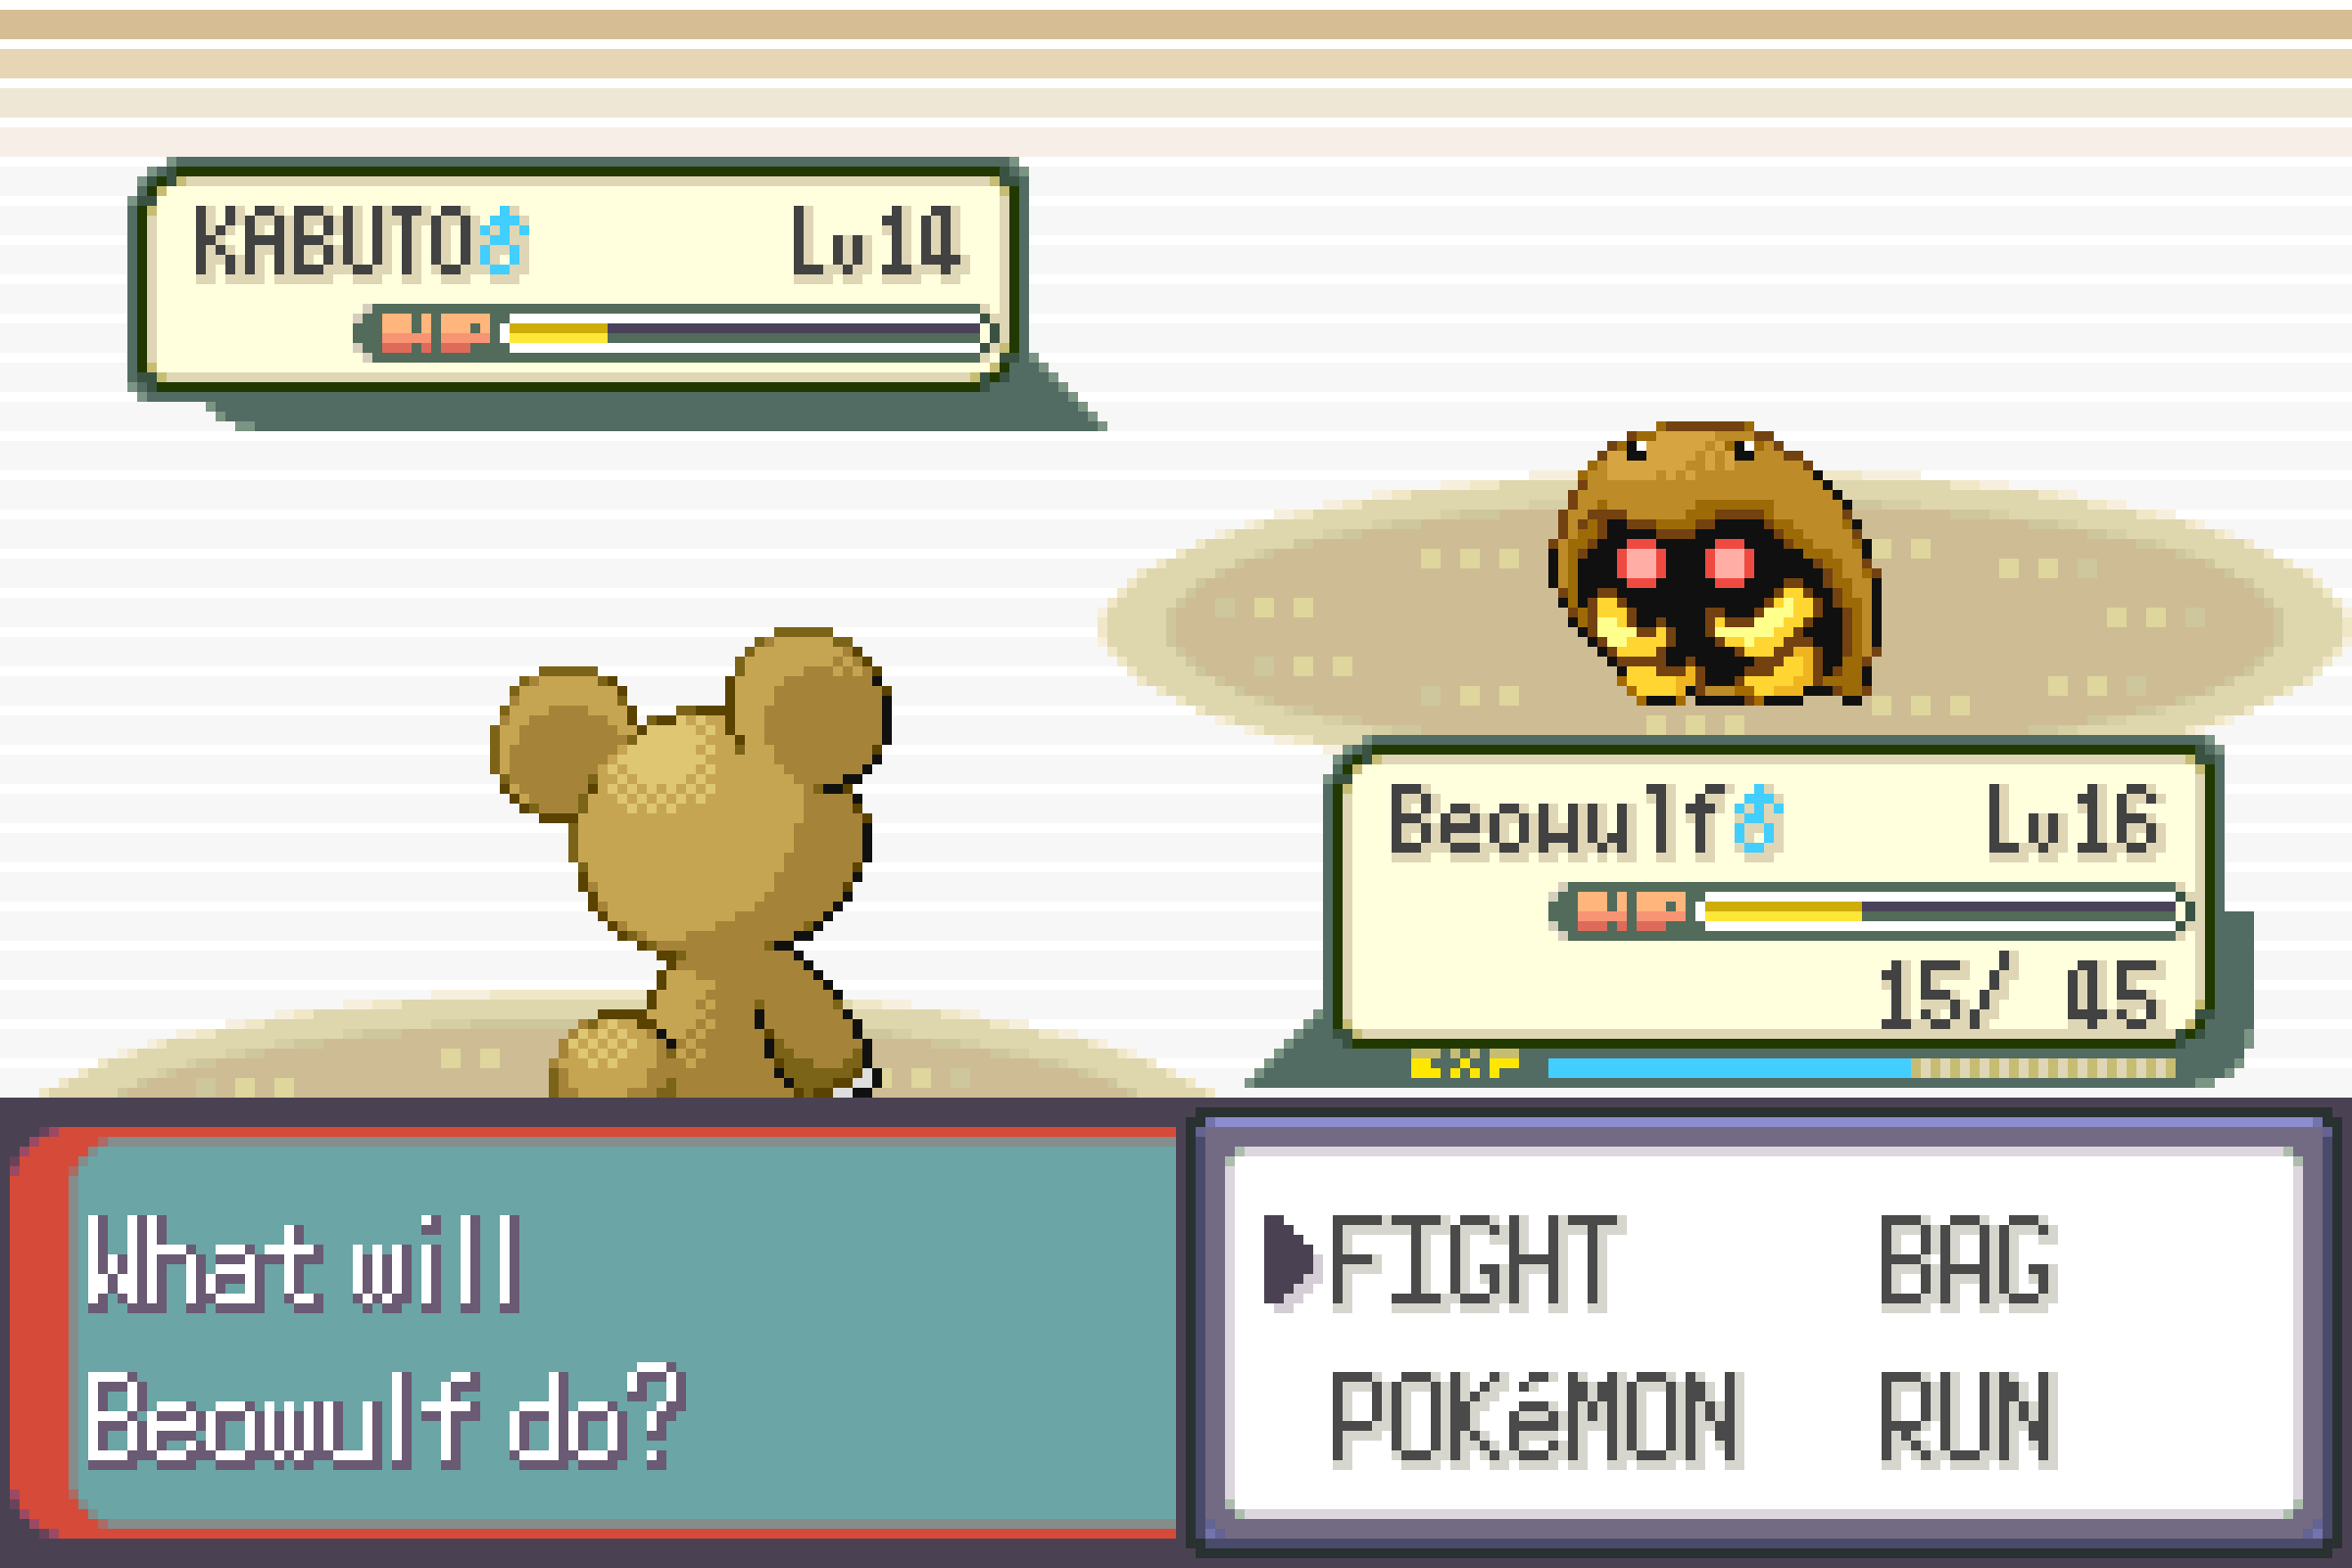 KABUTO♂ Lv14
HP
Beowulf♂ Lv16
HP
15/ 45
EXP
What will
Beowulf do?
FIGHT BAG
POKéMON RUN